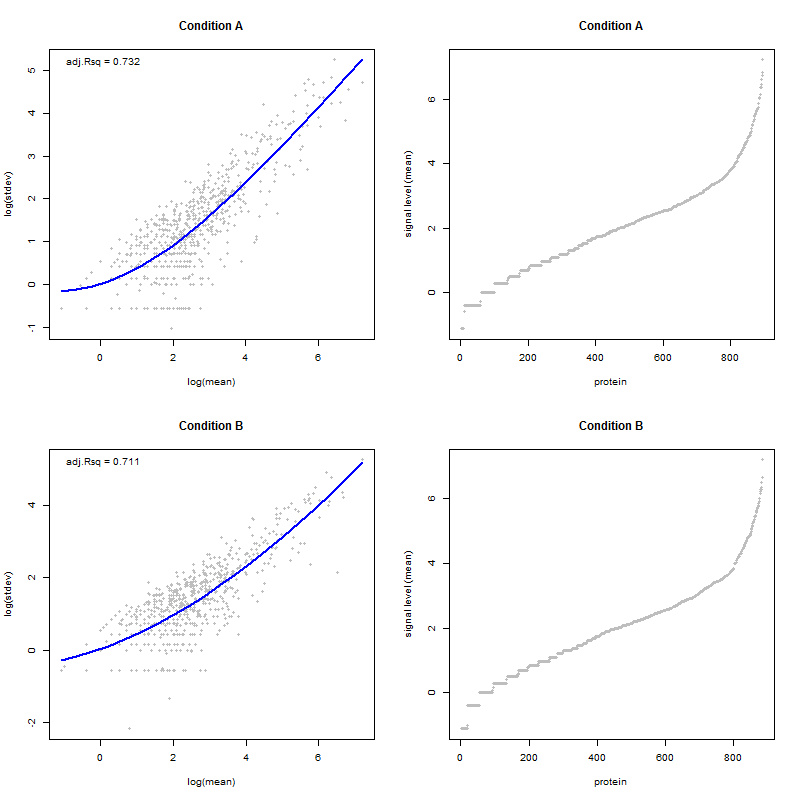 Condition A
adj.Rsq = 0.732
log(stdev)
5
4
3
2
1
0
-1
0 2 4 6
log(mean)
Condition A
signal level (mean)
6
4
2
0
0 200 400 600 800
protein
Condition B
adj.Rsq = 0.711
log(stdev)
4
2
0
-2
0 2 4 6
log(mean)
Condition B
signal level (mean)
6
4
2
0
0 200 400 600 800
protein